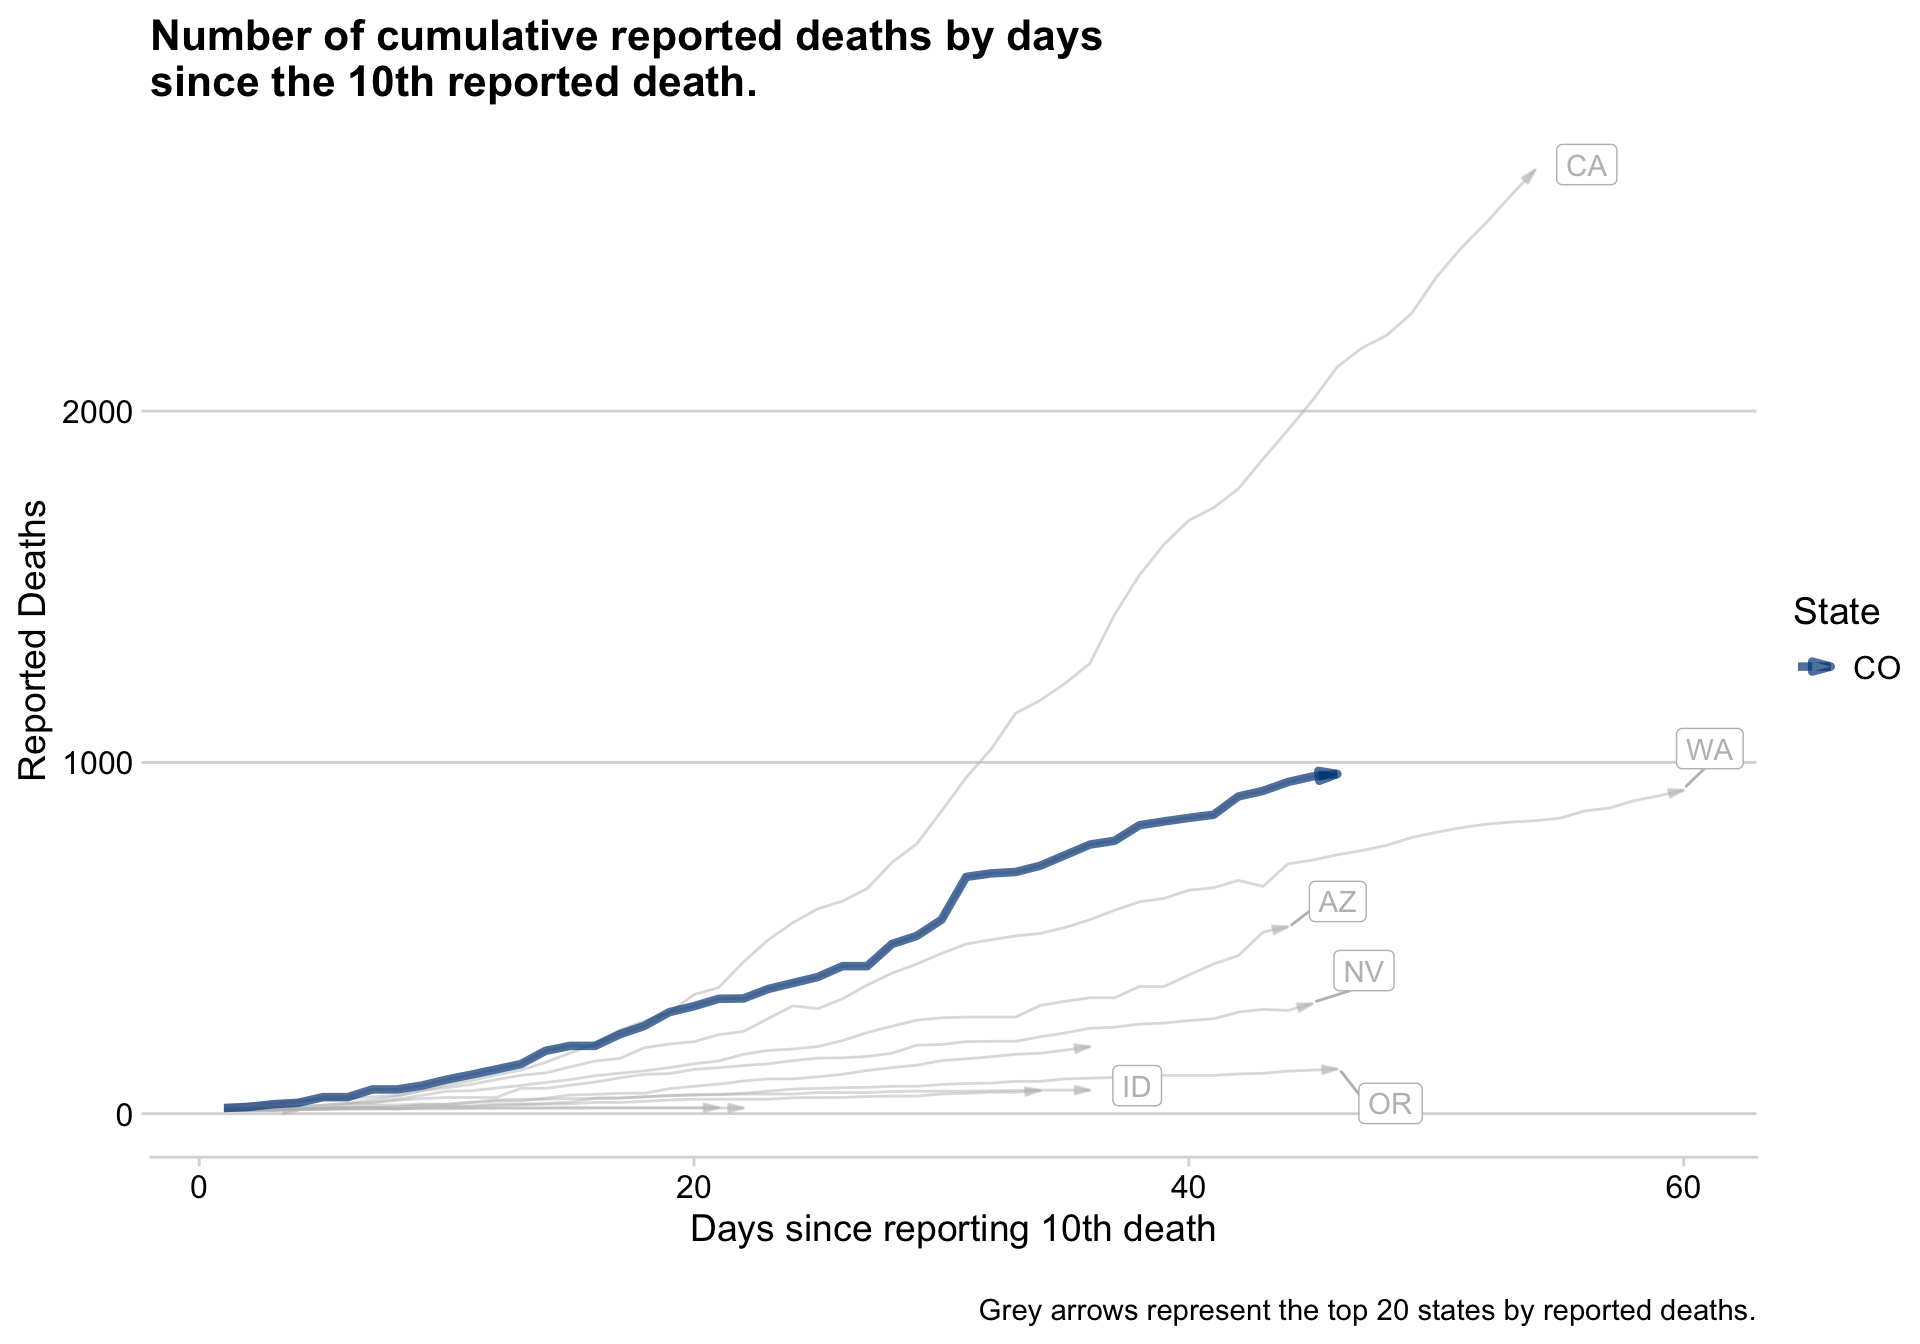 Number of cumulative reported deaths by days
since the 10th reported death.
CA
2000
Reported Deaths
State
CO
WA
1000
AZ
NV
ID
OR
0
0 20 40 60
Days since reporting 10th death
Grey arrows represent the top 20 states by reported deaths.